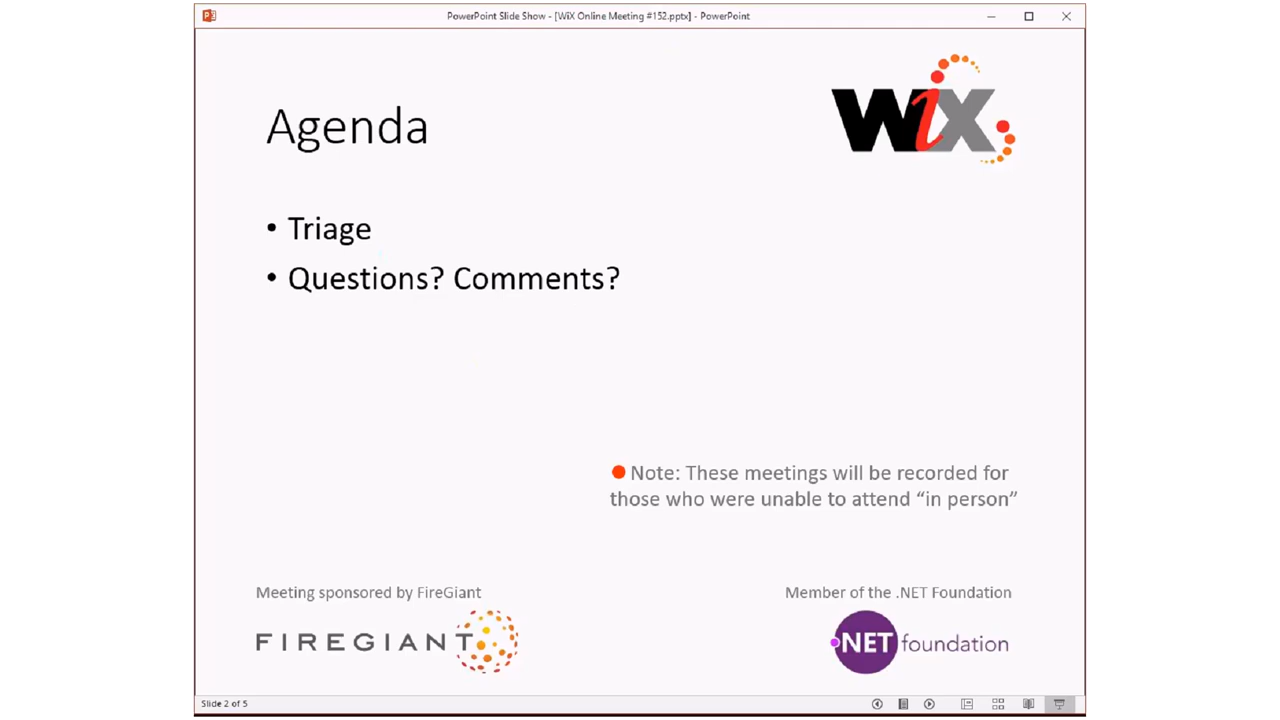 PowerPoint Slide Show - [WiX Online Meeting #152.pptx] - PowerPoint
WiX
Agenda
• Triage
• Questions? Comments?
Note: These meetings will be recorded for
those who were unable to attend “in person”
Meeting sponsored by FireGiant
Member of the .NET Foundation
FIREGIANT
.NET foundation
Slide 2 of 5